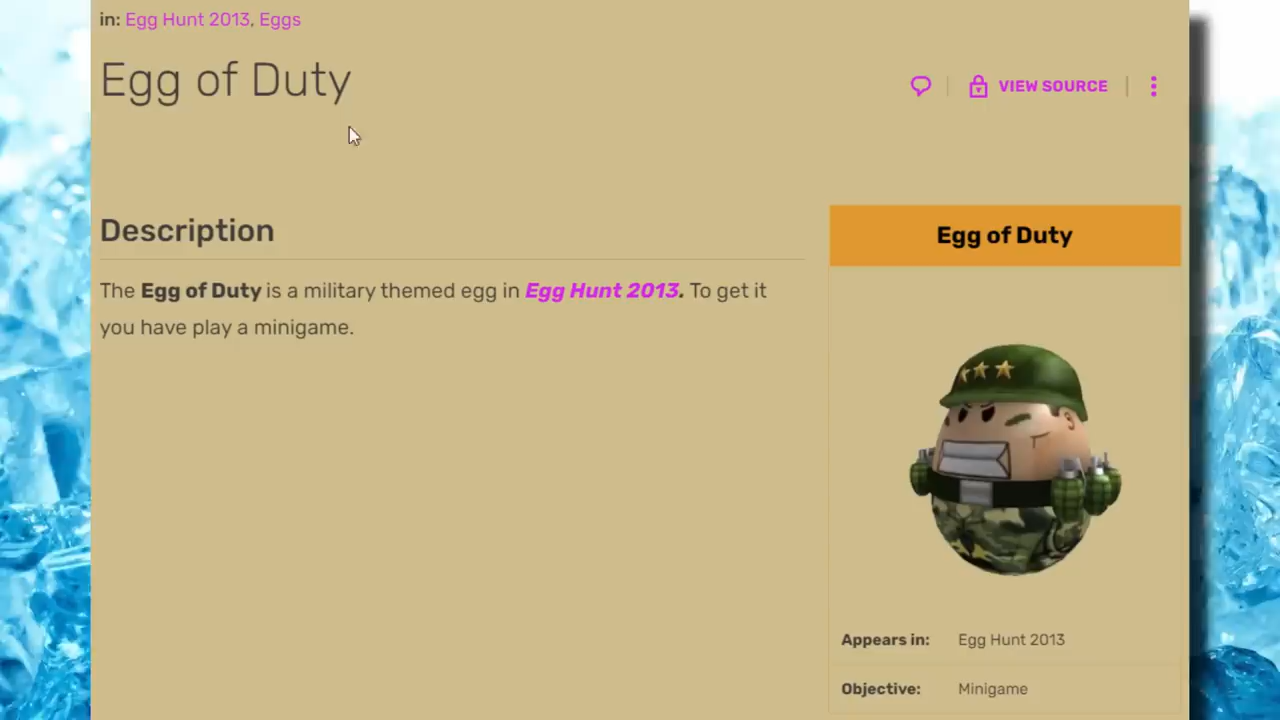 in: Egg Hunt 2013, Eggs
Egg of Duty
VIEW SOURCE
Description
The Egg of Duty is a military themed egg in Egg Hunt 2013. To get it
you have play a minigame.
Egg of Duty
Appears in: Egg Hunt 2013
Objective: Minigame